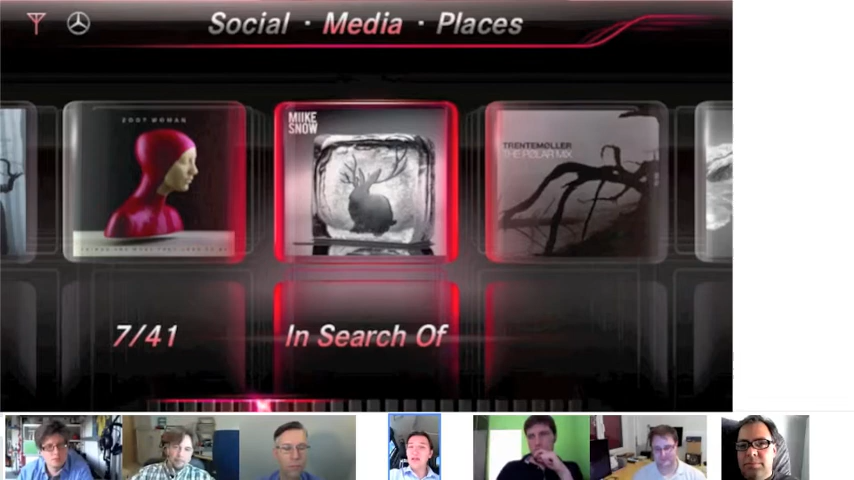 Social · Media · Places
ZOOT WOMAN
MIIKE
SNOW
TRENTEMØLLER
THE POLAR MIX
7/41
In Search Of